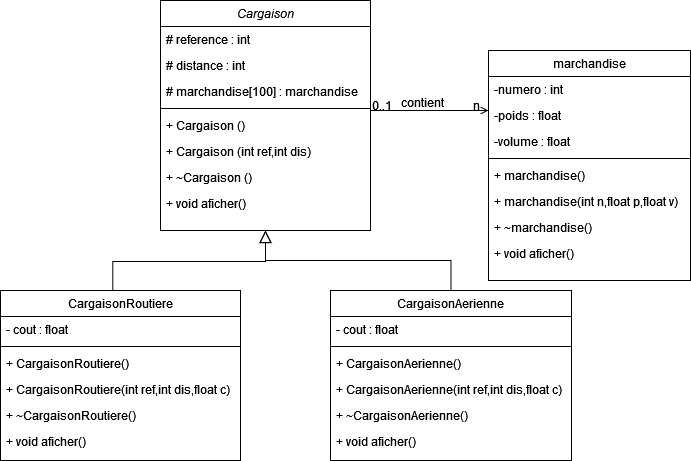 Cargaison
# reference : int
# distance : int
# marchandise[100] : marchandise
+ Cargaison ()
+ Cargaison (int ref,int dis)
+ ~Cargaison ()
+ void aficher()
0..1 contient n
marchandise
-numero : int
-poids : float
-volume : float
+ marchandise()
+ marchandise(int n,float p,float v)
+ ~marchandise()
+ void aficher()
CargaisonRoutiere
- cout : float
+ CargaisonRoutiere()
+ CargaisonRoutiere(int ref,int dis,float c)
+ ~CargaisonRoutiere()
+ void aficher()
CargaisonAerienne
- cout : float
+ CargaisonAerienne()
+ CargaisonAerienne(int ref,int dis,float c)
+ ~CargaisonAerienne()
+ void aficher()